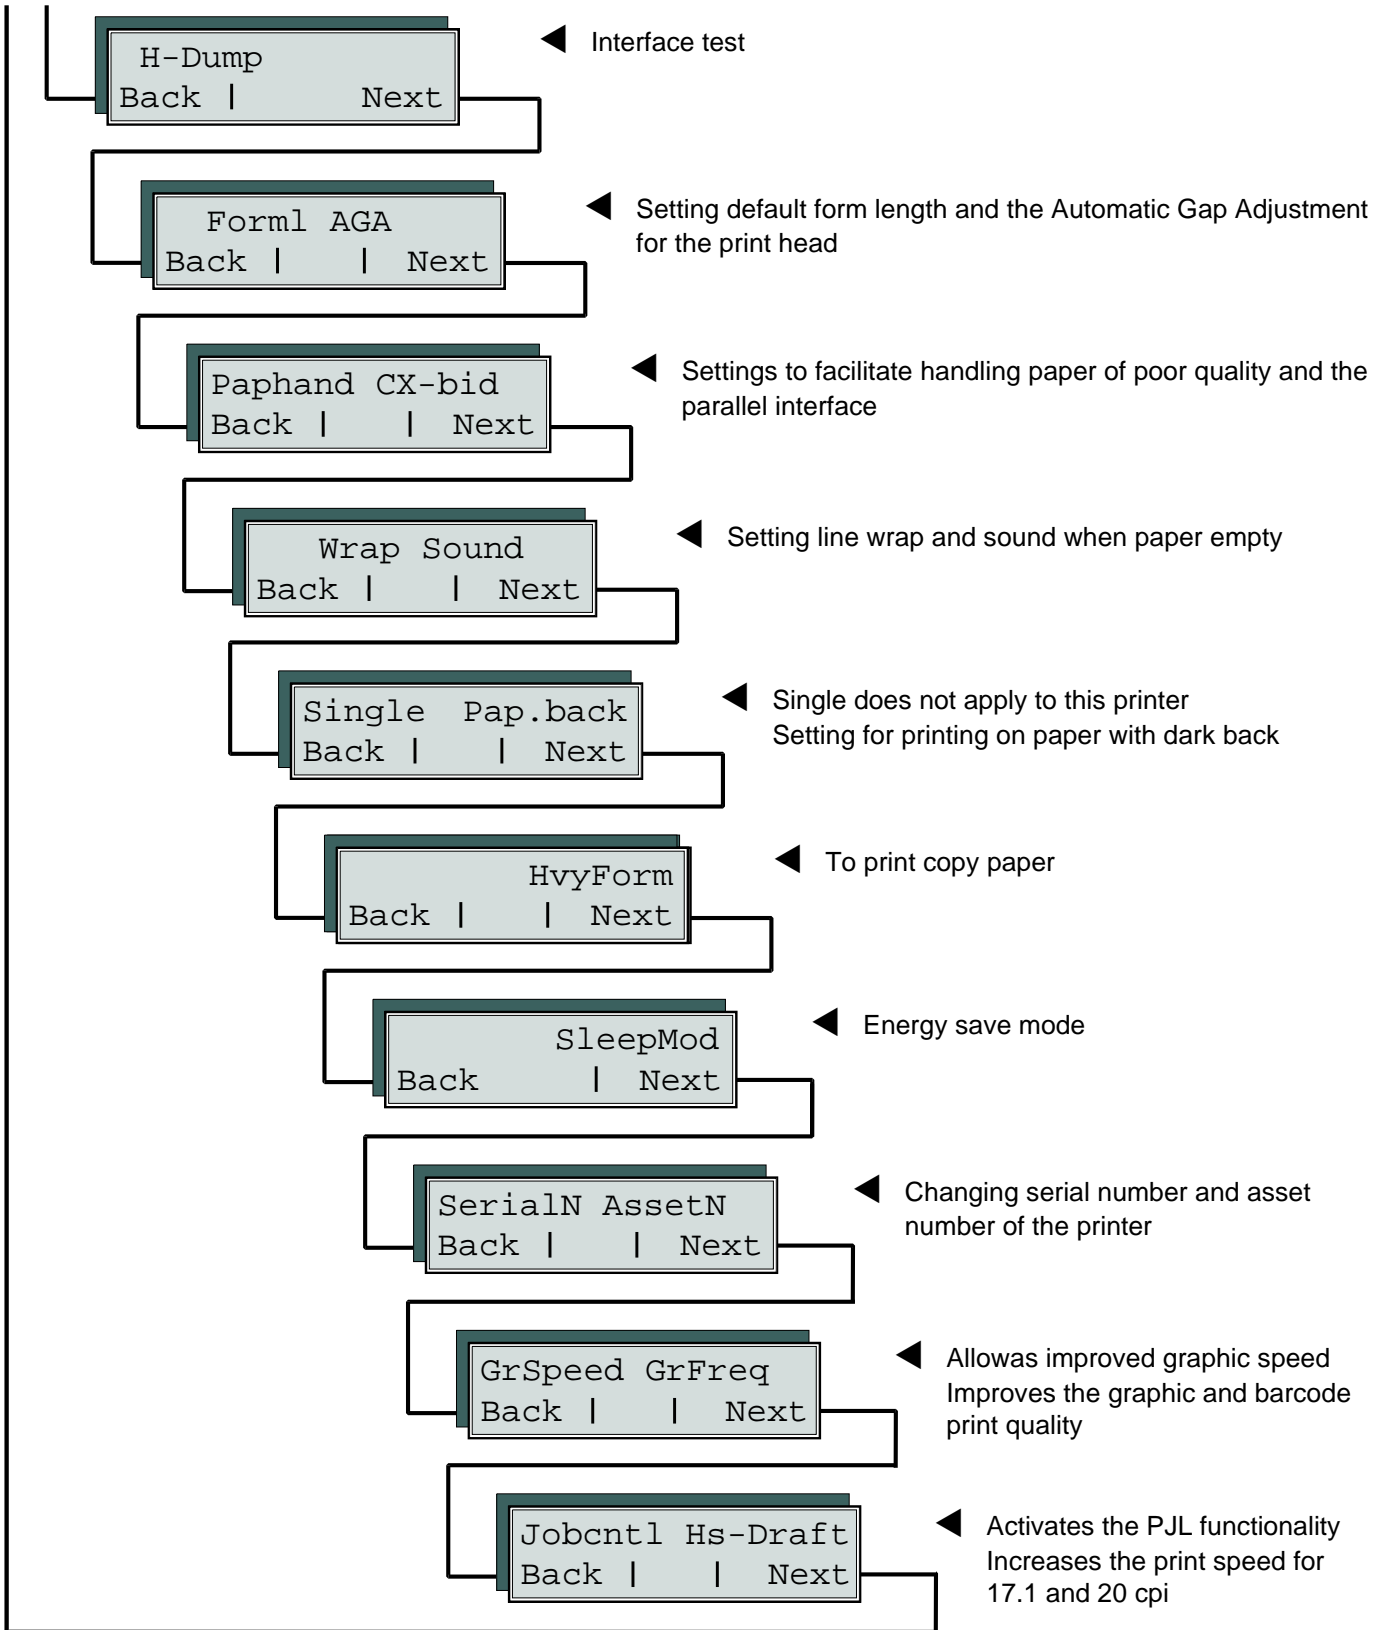 H-Dump
Back | Next
Interface test
Forml AGA
Back | | Next
Setting default form length and the Automatic Gap Adjustment
for the print head
Paphand CX-bid
Back | | Next
Settings to facilitate handling paper of poor quality and the
parallel interface
Wrap Sound
Back | | Next
Setting line wrap and sound when paper empty
Single Pap.back
Back | | Next
Single does not apply to this printer
Setting for printing on paper with dark back
HvyForm
Back | | Next
To print copy paper
SleepMod
Back | Next
Energy save mode
SerialN AssetN
Back | | Next
Changing serial number and asset
number of the printer
GrSpeed GrFreq
Back | | Next
Allowas improved graphic speed
Improves the graphic and barcode
print quality
Jobcntl Hs-Draft
Back | | Next
Activates the PJL functionality
Increases the print speed for
17.1 and 20 cpi